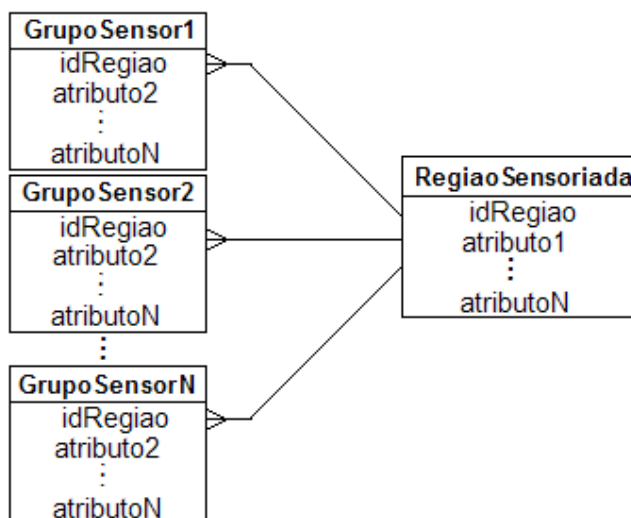 GrupoSensor1
idRegiao
atributo2
⋮
atributoN
GrupoSensor2
idRegiao
atributo2
⋮
atributoN
⋮
GrupoSensorN
idRegiao
atributo2
⋮
atributoN
RegiaoSensoriada
idRegiao
atributo1
⋮
atributoN